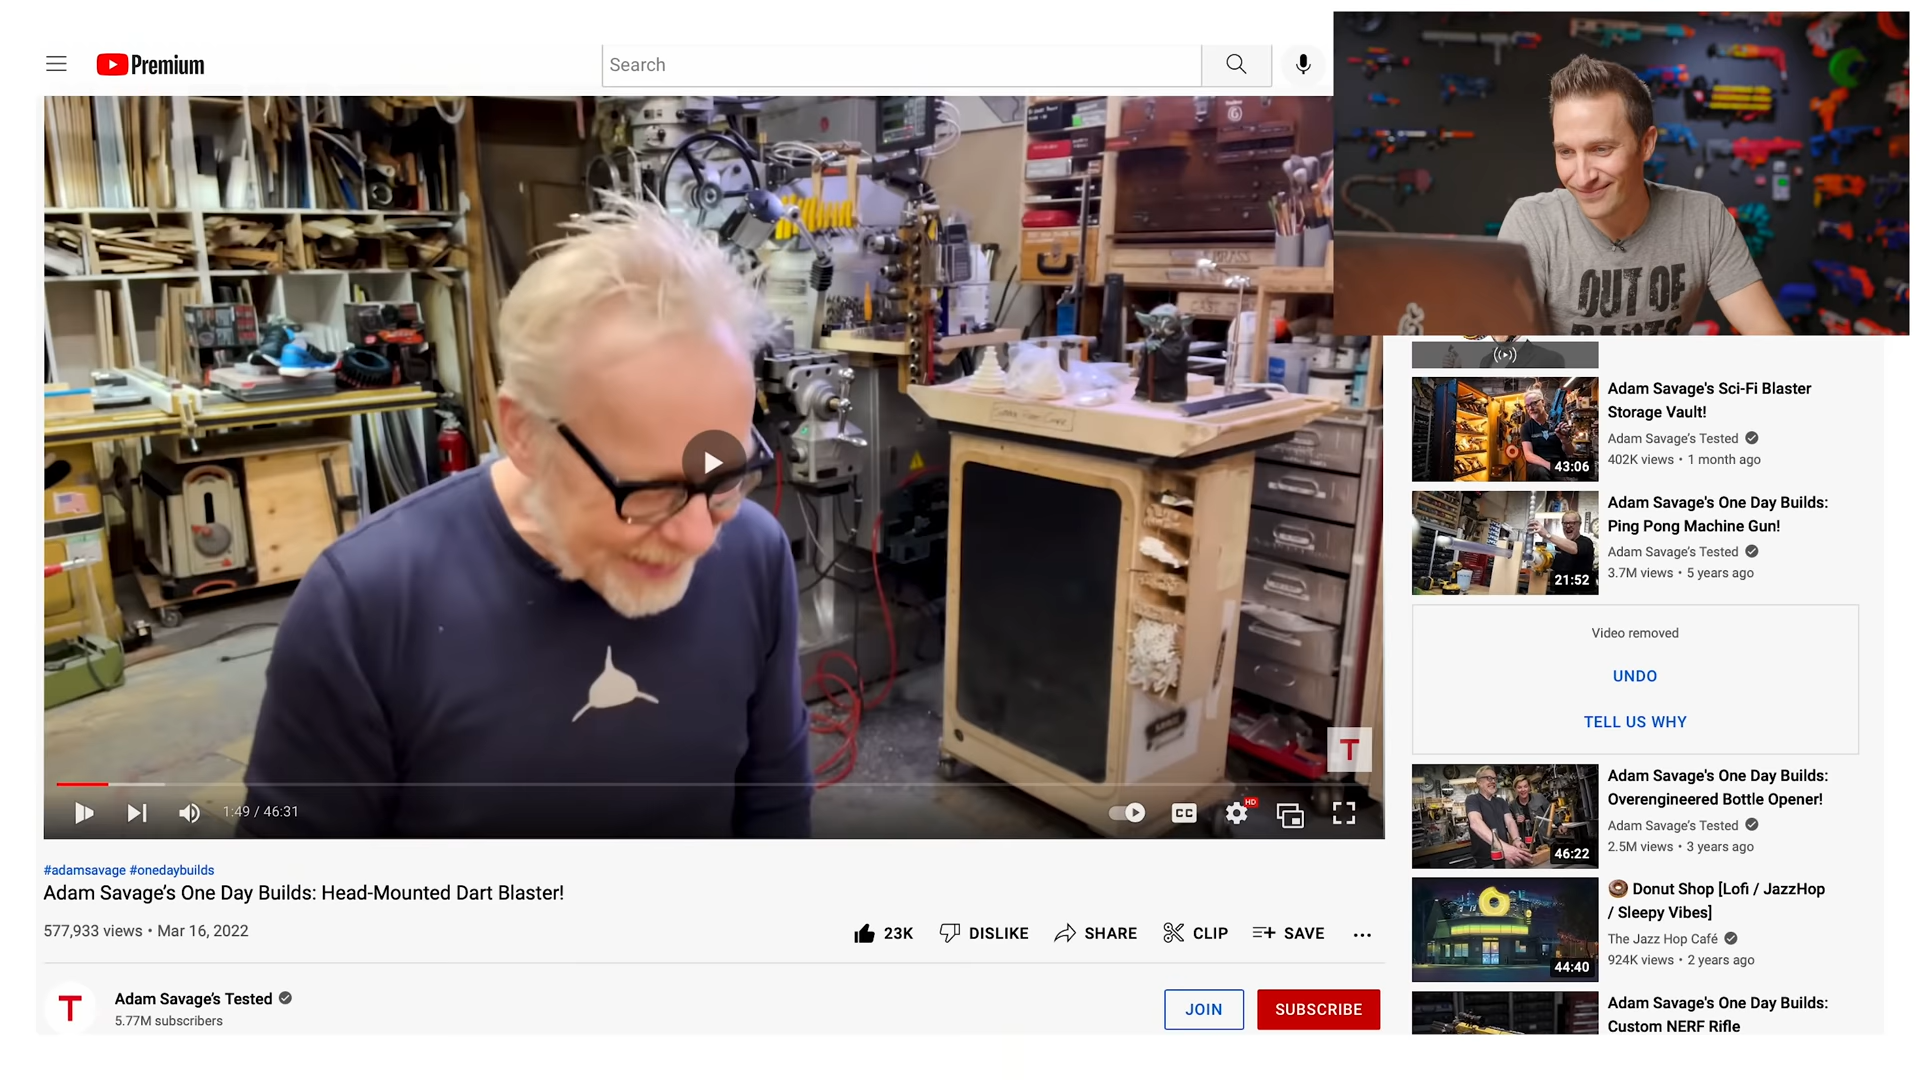 Premium
Search
OUT OF
T
1:49 / 46:31
CC
HD
#adamsavage #onedaybuilds
Adam Savage’s One Day Builds: Head-Mounted Dart Blaster!
577,933 views • Mar 16, 2022
23K
DISLIKE
SHARE
CLIP
SAVE
T
Adam Savage’s Tested
5.77M subscribers
JOIN
SUBSCRIBE
43:06
Adam Savage's Sci-Fi Blaster
Storage Vault!
Adam Savage’s Tested
402K views • 1 month ago
21:52
Adam Savage's One Day Builds:
Ping Pong Machine Gun!
Adam Savage’s Tested
3.7M views • 5 years ago
Video removed
UNDO
TELL US WHY
46:22
Adam Savage's One Day Builds:
Overengineered Bottle Opener!
Adam Savage’s Tested
2.5M views • 3 years ago
44:40
Donut Shop [Lofi / JazzHop
/ Sleepy Vibes]
The Jazz Hop Café
924K views • 2 years ago
Adam Savage's One Day Builds:
Custom NERF Rifle